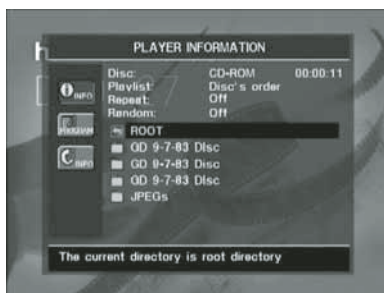 PLAYER INFORMATION
Disc: CD-ROM 00:00:11
Playlist: Disc's order
Repeat: Off
Random: Off
INFO
ROOT
PROGRAM
GD 9-7-83 Disc
INFO
GD 9-7-83 Disc
GD 9-7-83 Disc
JPEGs
The current directory is root directory